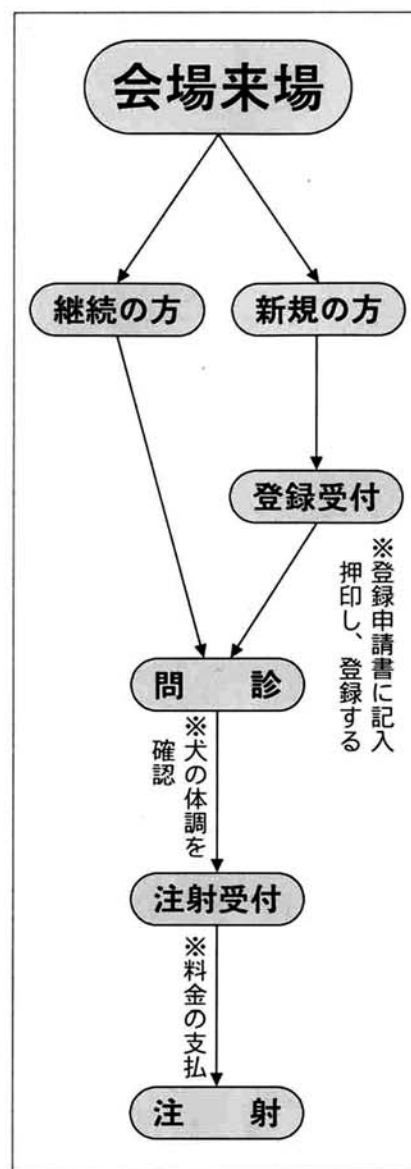 会場来場
継続の方
新規の方
登録受付
※登録申請書に記入
押印し、登録する
問　診
※犬の体調を
確認
注射受付
※料金の支払
注　射